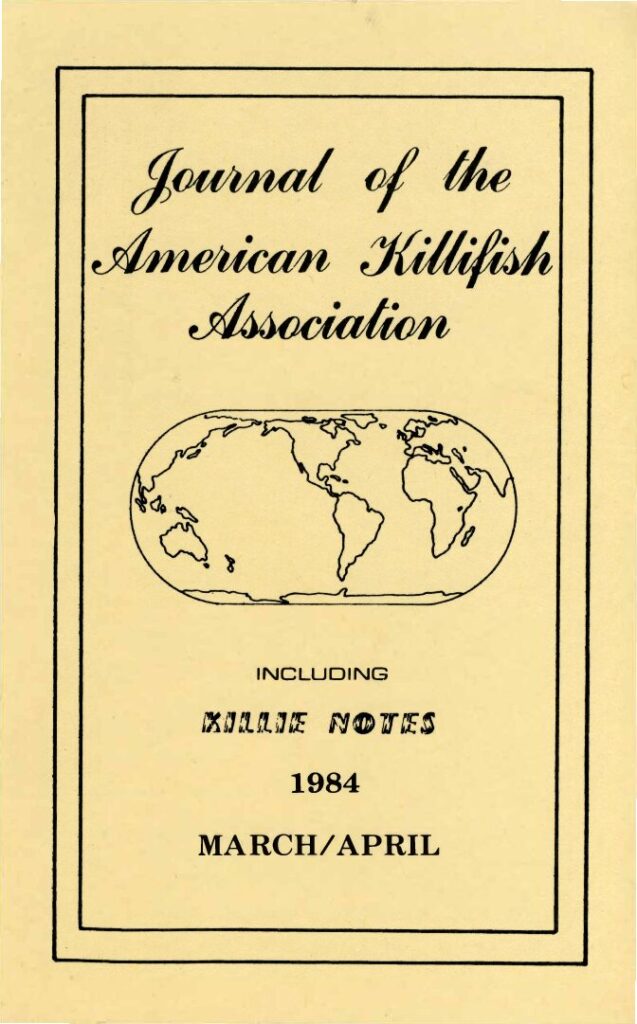 Journal of the
American Killifish
Association
INCLUDING
KILLIE NOTES
1984
MARCH/APRIL